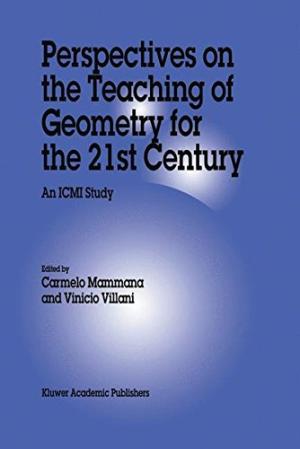 Perspectives on
the Teaching of
Geometry for
the 21st Century
An ICMI Study
Edited by
Carmelo Mammana
and Vinicio Villani
Kluwer Academic Publishers